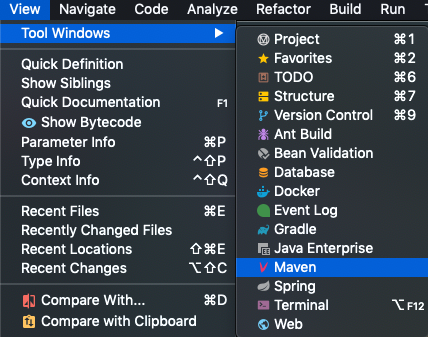 View Navigate Code Analyze Refactor Build Run
Tool Windows ▶
Quick Definition
Show Siblings
Quick Documentation F1
Show Bytecode
Parameter Info ⌘P
Type Info ^⇧P
Context Info ^⇧Q
Recent Files ⌘E
Recently Changed Files
Recent Locations ⇧⌘E
Recent Changes ⌥⇧C
Compare With... ⌘D
Compare with Clipboard
Project ⌘1
Favorites ⌘2
TODO ⌘6
Structure ⌘7
Version Control ⌘9
Ant Build
Bean Validation
Database
Docker
Event Log
Gradle
Java Enterprise
Maven
Spring
Terminal ⌥F12
Web